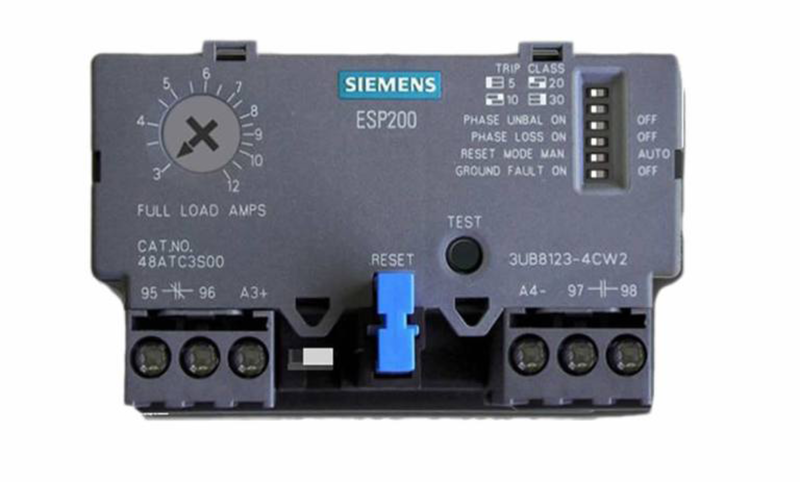 SIEMENS
ESP200
TRIP CLASS
5 20
10 30
PHASE UNBAL ON OFF
PHASE LOSS ON OFF
RESET MODE MAN. AUTO
GROUND FAULT ON OFF
3 4 5 6 7 8 9 10 12
FULL LOAD AMPS
CAT.NO.
48ATC3S00
TEST
RESET
3UB8123-4CW2
95 96 A3+
A4- 97 98